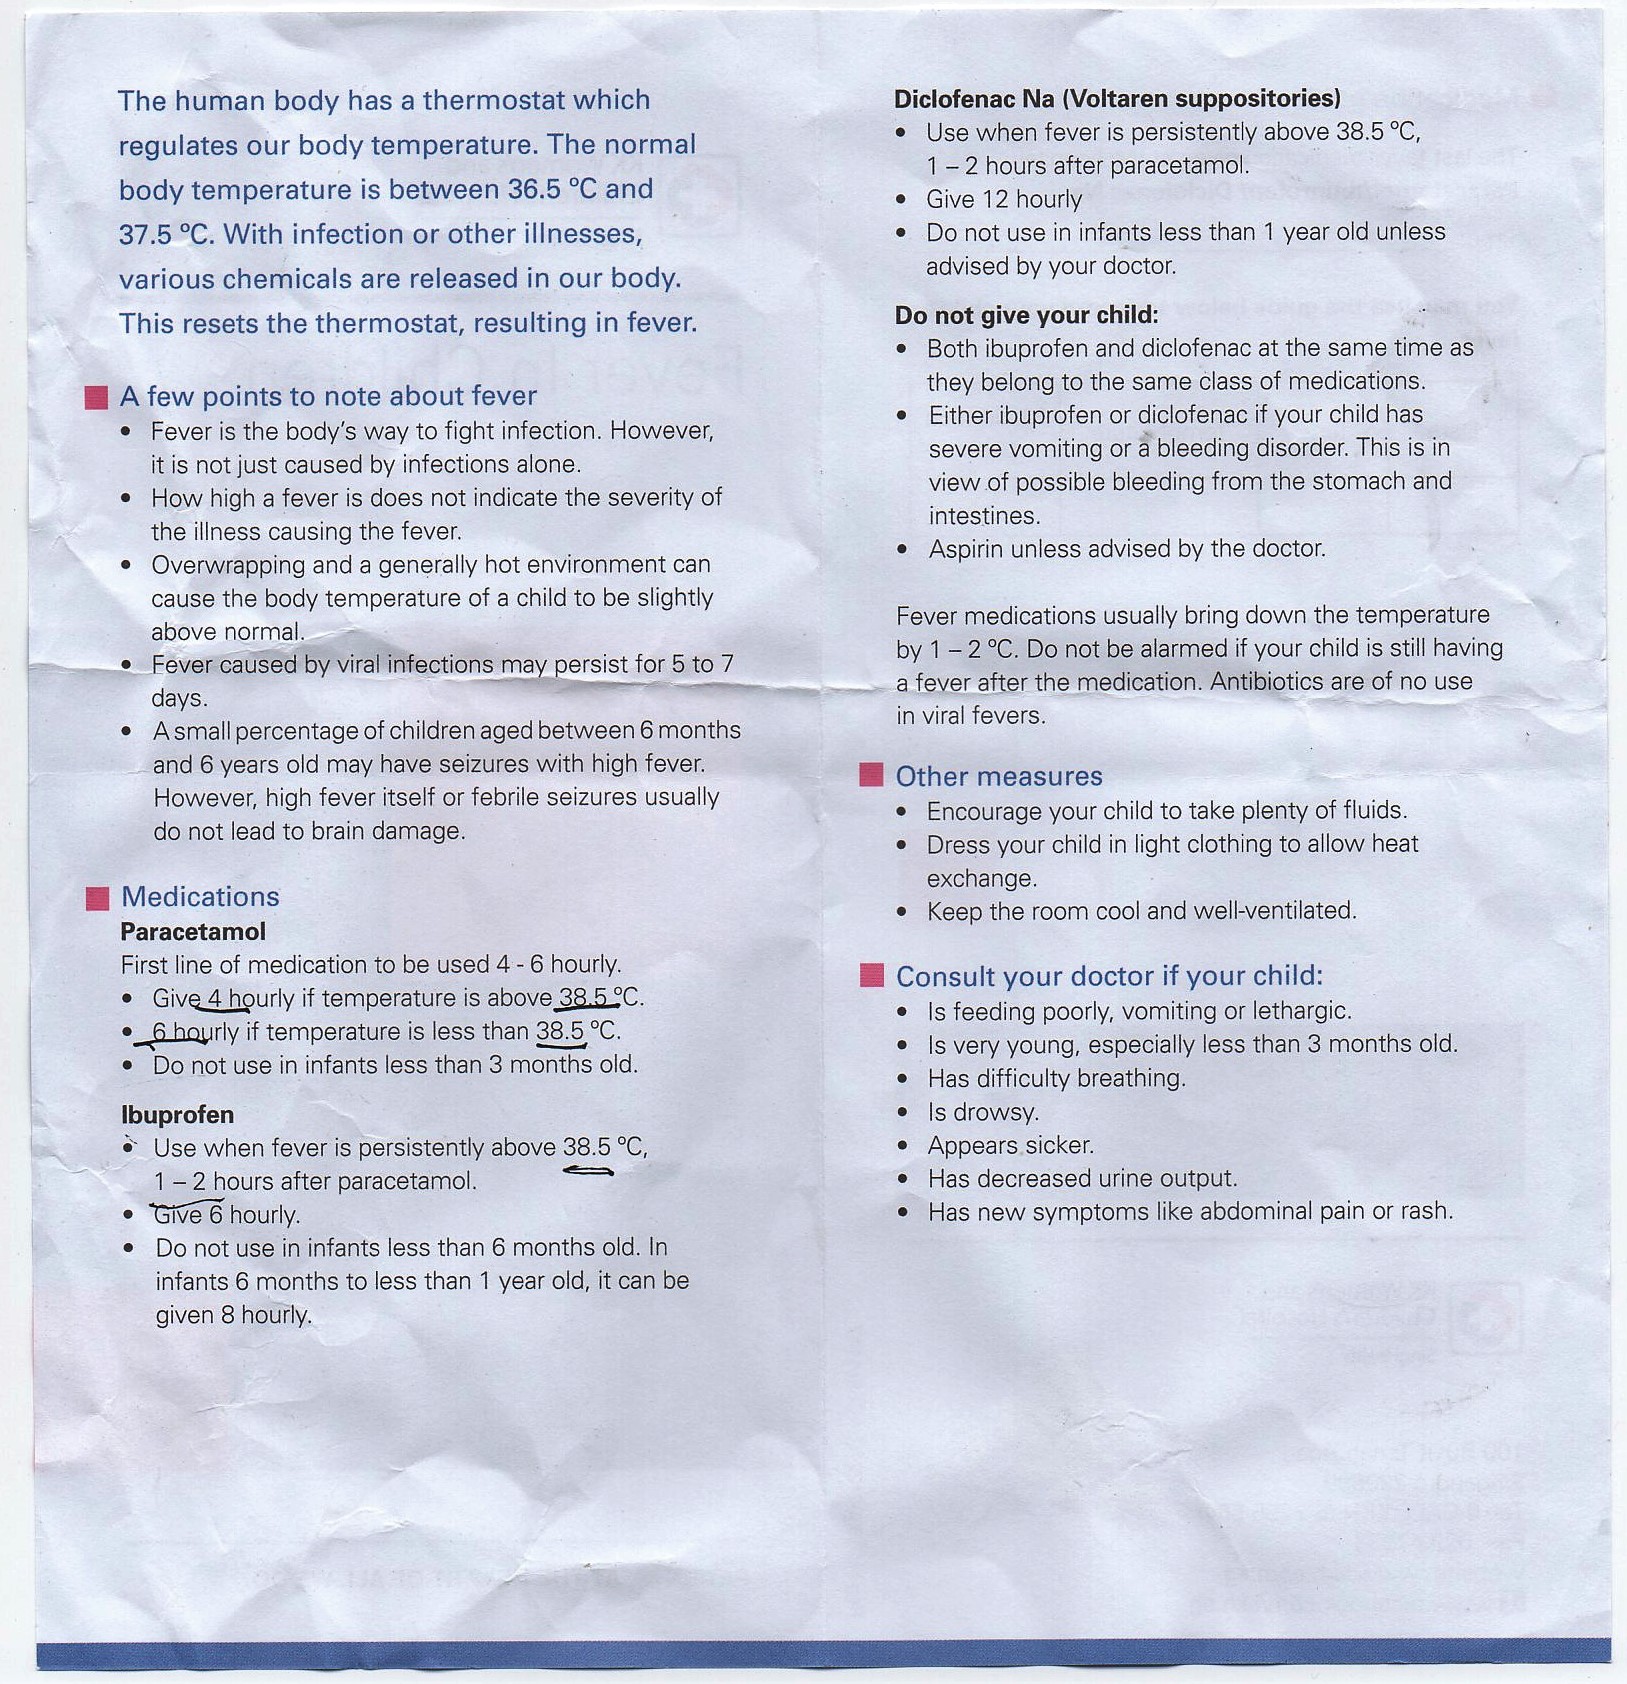 The human body has a thermostat which
regulates our body temperature. The normal
body temperature is between 36.5 ºC and
37.5 ºC. With infection or other illnesses,
various chemicals are released in our body.
This resets the thermostat, resulting in fever.
A few points to note about fever
• Fever is the body's way to fight infection. However,
it is not just caused by infections alone.
• How high a fever is does not indicate the severity of
the illness causing the fever.
• Overwrapping and a generally hot environment can
cause the body temperature of a child to be slightly
above normal.
• Fever caused by viral infections may persist for 5 to 7
days.
• A small percentage of children aged between 6 months
and 6 years old may have seizures with high fever.
However, high fever itself or febrile seizures usually
do not lead to brain damage.
Medications
Paracetamol
First line of medication to be used 4 - 6 hourly.
• Give 4 hourly if temperature is above 38.5 ºC.
• 6 hourly if temperature is less than 38.5 ºC.
• Do not use in infants less than 3 months old.
Ibuprofen
• Use when fever is persistently above 38.5 ºC,
1 – 2 hours after paracetamol.
• Give 6 hourly.
• Do not use in infants less than 6 months old. In
infants 6 months to less than 1 year old, it can be
given 8 hourly.
Diclofenac Na (Voltaren suppositories)
• Use when fever is persistently above 38.5 ºC,
1 – 2 hours after paracetamol.
• Give 12 hourly
• Do not use in infants less than 1 year old unless
advised by your doctor.
Do not give your child:
• Both ibuprofen and diclofenac at the same time as
they belong to the same class of medications.
• Either ibuprofen or diclofenac if your child has
severe vomiting or a bleeding disorder. This is in
view of possible bleeding from the stomach and
intestines.
• Aspirin unless advised by the doctor.
Fever medications usually bring down the temperature
by 1 – 2 ºC. Do not be alarmed if your child is still having
a fever after the medication. Antibiotics are of no use
in viral fevers.
Other measures
• Encourage your child to take plenty of fluids.
• Dress your child in light clothing to allow heat
exchange.
• Keep the room cool and well-ventilated.
Consult your doctor if your child:
• Is feeding poorly, vomiting or lethargic.
• Is very young, especially less than 3 months old.
• Has difficulty breathing.
• Is drowsy.
• Appears sicker.
• Has decreased urine output.
• Has new symptoms like abdominal pain or rash.